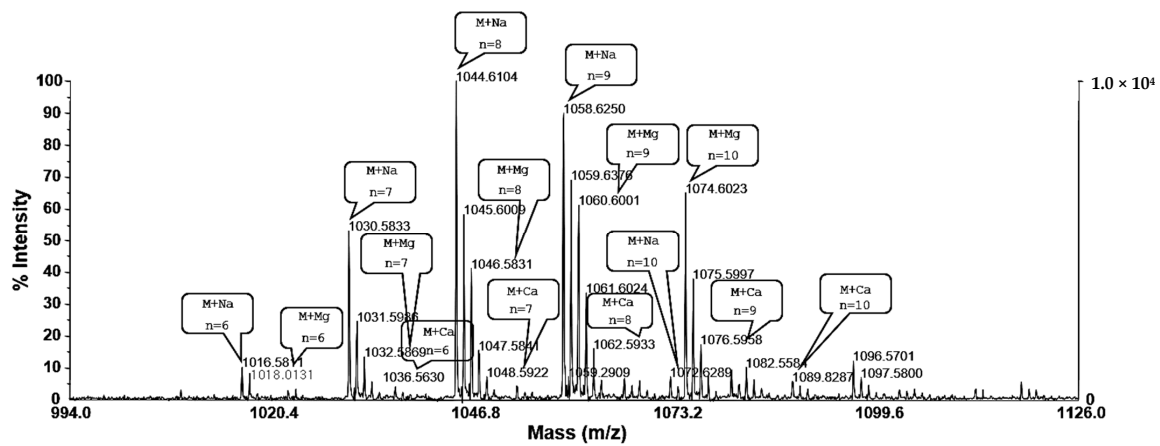 M+Na
n=8
M+Na
n=9
100
1044.6104
1.0 × 10⁴
90
1058.6250
M+Mg
n=9
M+Mg
n=10
80
70
M+Na
n=7
M+Mg
n=8
1059.6376
1074.6023
60
1045.6009
1060.6001
50
1030.5833
M+Mg
n=7
M+Na
n=10
40
1046.5831
1075.5997
M+Ca
n=7
M+Ca
n=9
M+Ca
n=10
30
1061.6024
M+Na
n=6
M+Mg
n=6
M+Ca
n=8
20
1031.5936
M+Ca
n=6
1047.5841
1062.5933
1076.5958
10
1016.5811
1032.5869
1082.5584
1096.5701
1018.0131
1036.5630
1048.5922
1059.2909
1072.6289
1089.8287
1097.5800
0
0
% Intensity
994.0
1020.4
1046.8
1073.2
1099.6
1126.0
Mass (m/z)